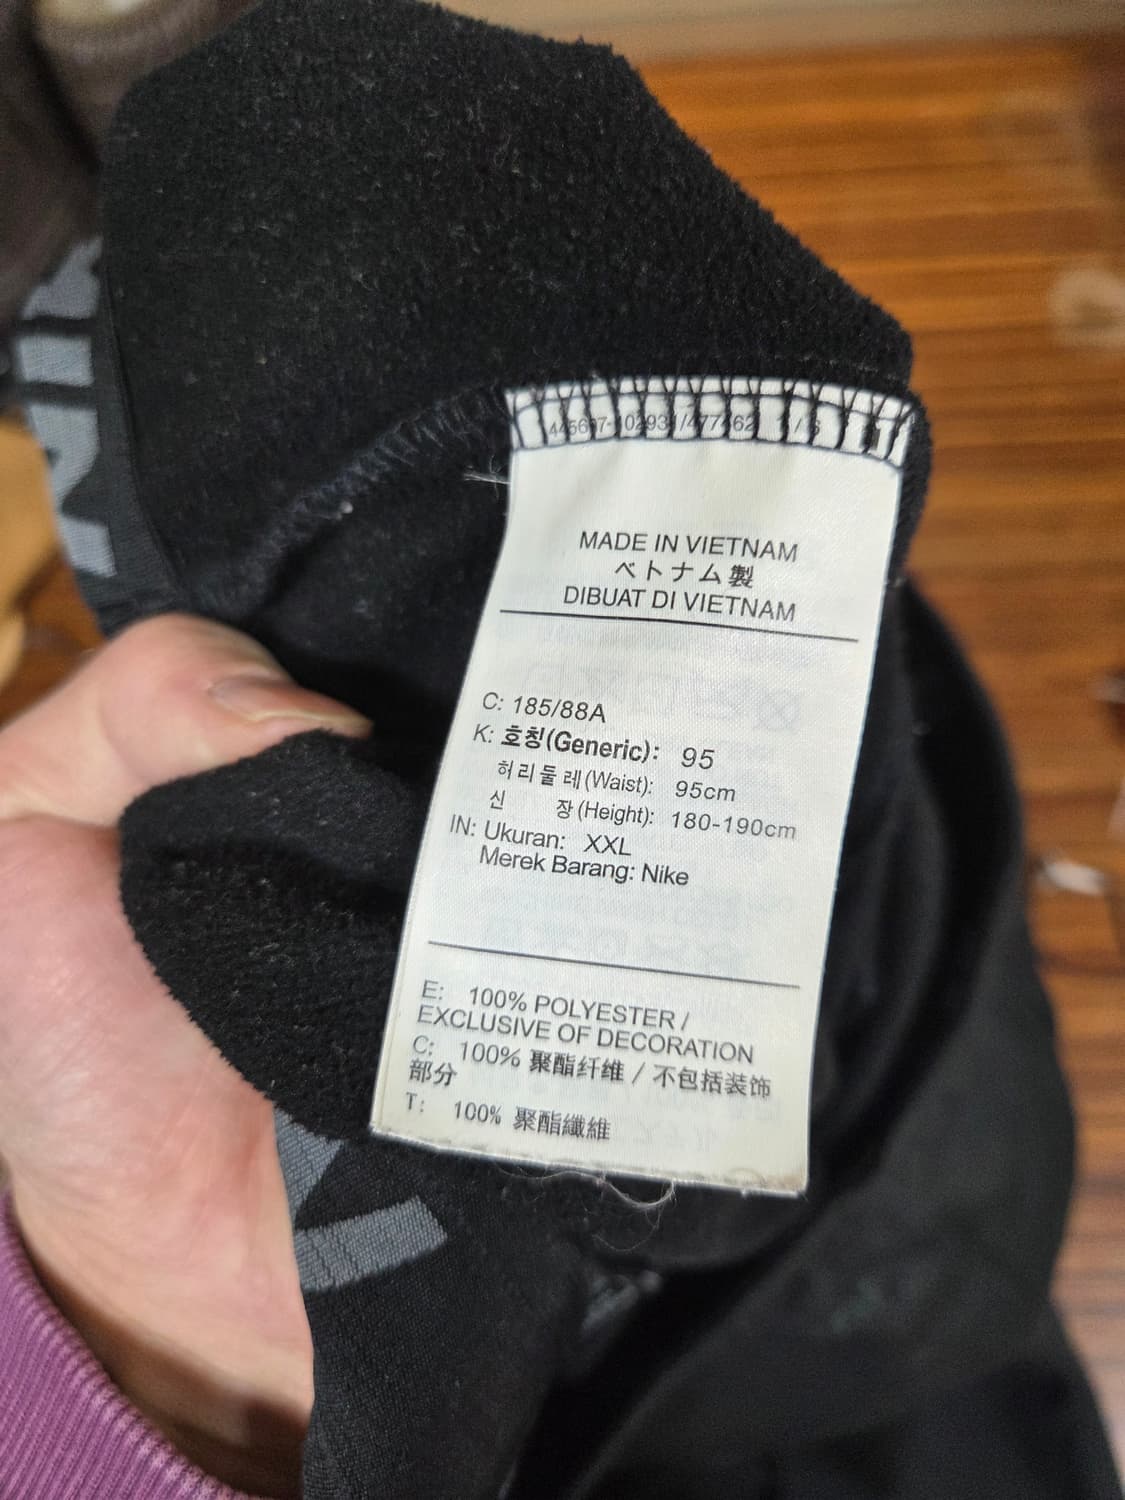 MADE IN VIETNAM
ベトナム製
DIBUAT DI VIETNAM
C: 185/88A
K: 호칭(Generic): 95
허리둘레(Waist): 95cm
신 장(Height): 180-190cm
IN: Ukuran: XXL
Merek Barang: Nike
E: 100% POLYESTER /
EXCLUSIVE OF DECORATION
C: 100% 聚酯纤维 / 不包括装饰
部分
T: 100% 聚酯纖維